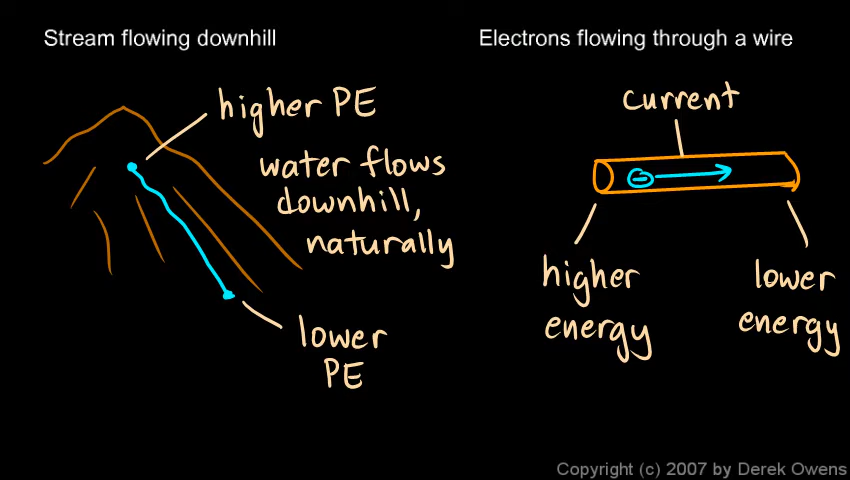 Stream flowing downhill
higher PE
water flows
downhill,
naturally
lower
PE
Electrons flowing through a wire
current
−
higher
energy
lower
energy
Copyright (c) 2007 by Derek Owens